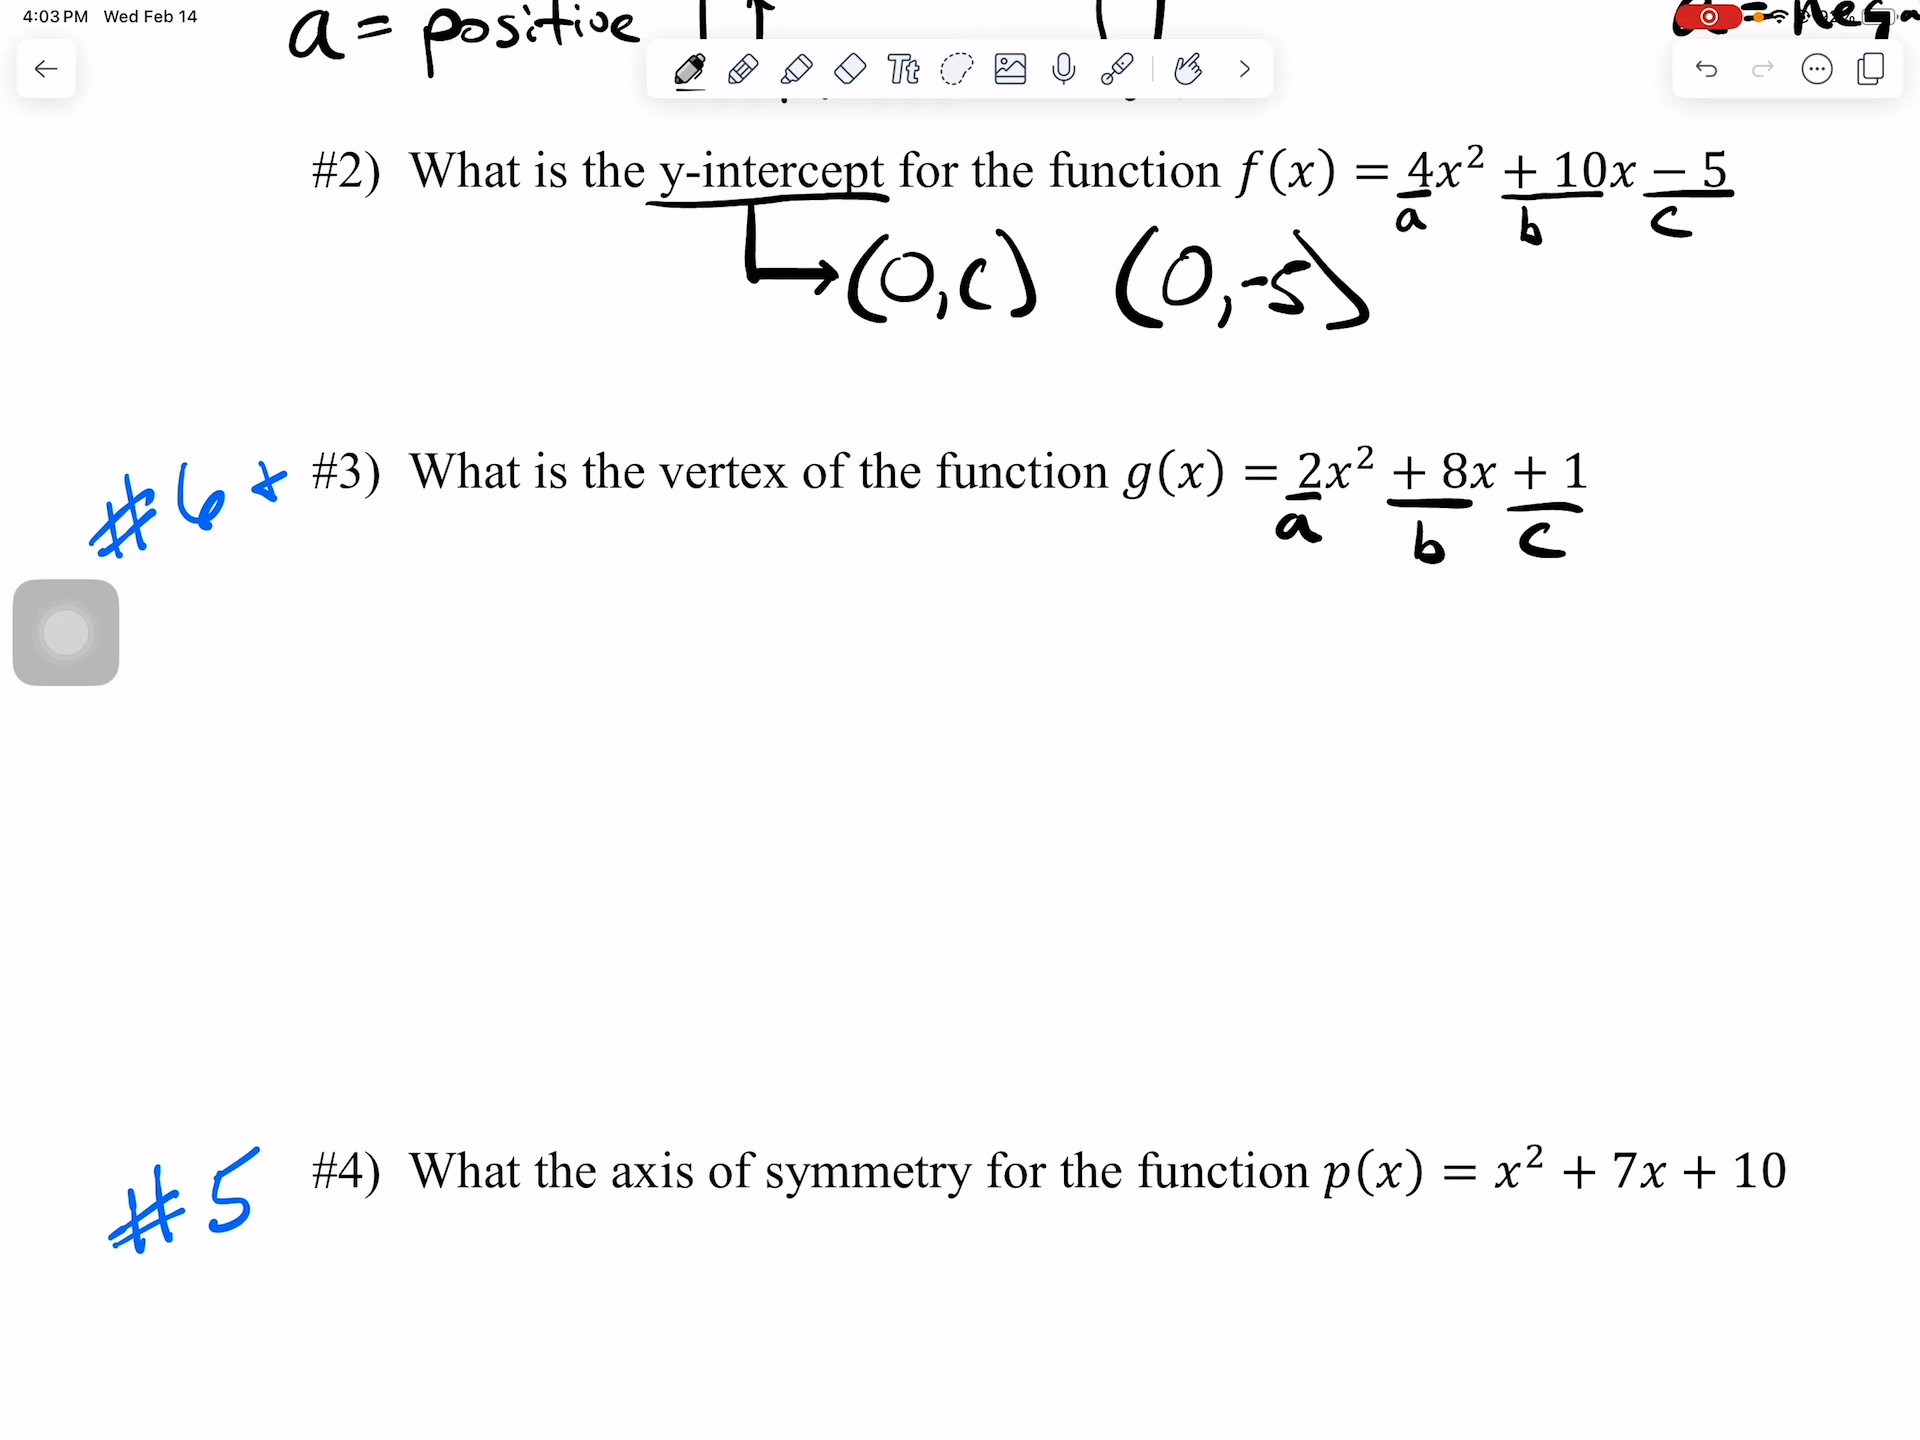 4:03 PM Wed Feb 14
a = positive
#2) What is the y-intercept for the function f(x) = 4x² + 10x − 5
a b c
(0,c) (0,-5)
#6 + #3) What is the vertex of the function g(x) = 2x² + 8x + 1
a b c
#5 #4) What the axis of symmetry for the function p(x) = x² + 7x + 10